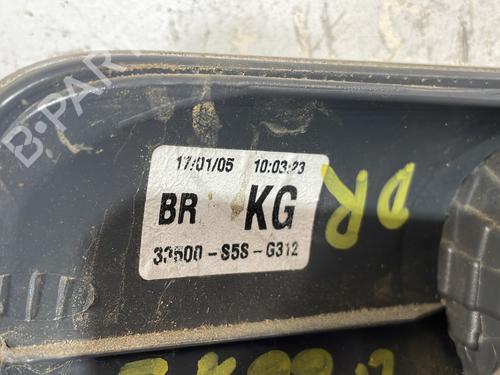 B-PARTS
17/01/05 10:03:23
BR KG
33500-S5S-G312
DR